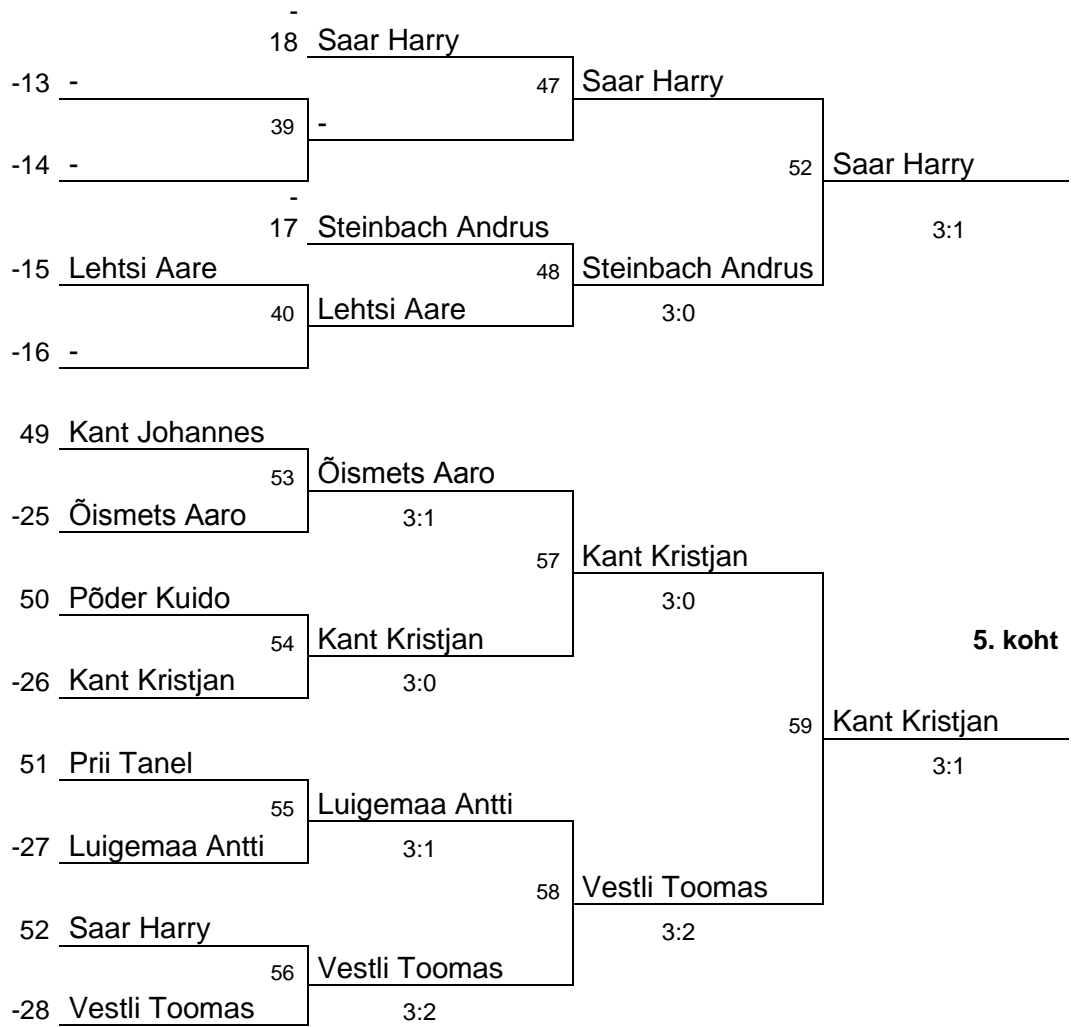 -
18 Saar Harry
-13 - 47 Saar Harry
39 -
-14 - 52 Saar Harry
-
17 Steinbach Andrus 3:1
-15 Lehtsi Aare 48 Steinbach Andrus
40 Lehtsi Aare 3:0
-16 -
49 Kant Johannes
53 Õismets Aaro
-25 Õismets Aaro 3:1
57 Kant Kristjan
50 Põder Kuido 3:0
54 Kant Kristjan 5. koht
-26 Kant Kristjan 3:0
59 Kant Kristjan
51 Prii Tanel 3:1
55 Luigemaa Antti
-27 Luigemaa Antti 3:1
58 Vestli Toomas
52 Saar Harry 3:2
56 Vestli Toomas
-28 Vestli Toomas 3:2